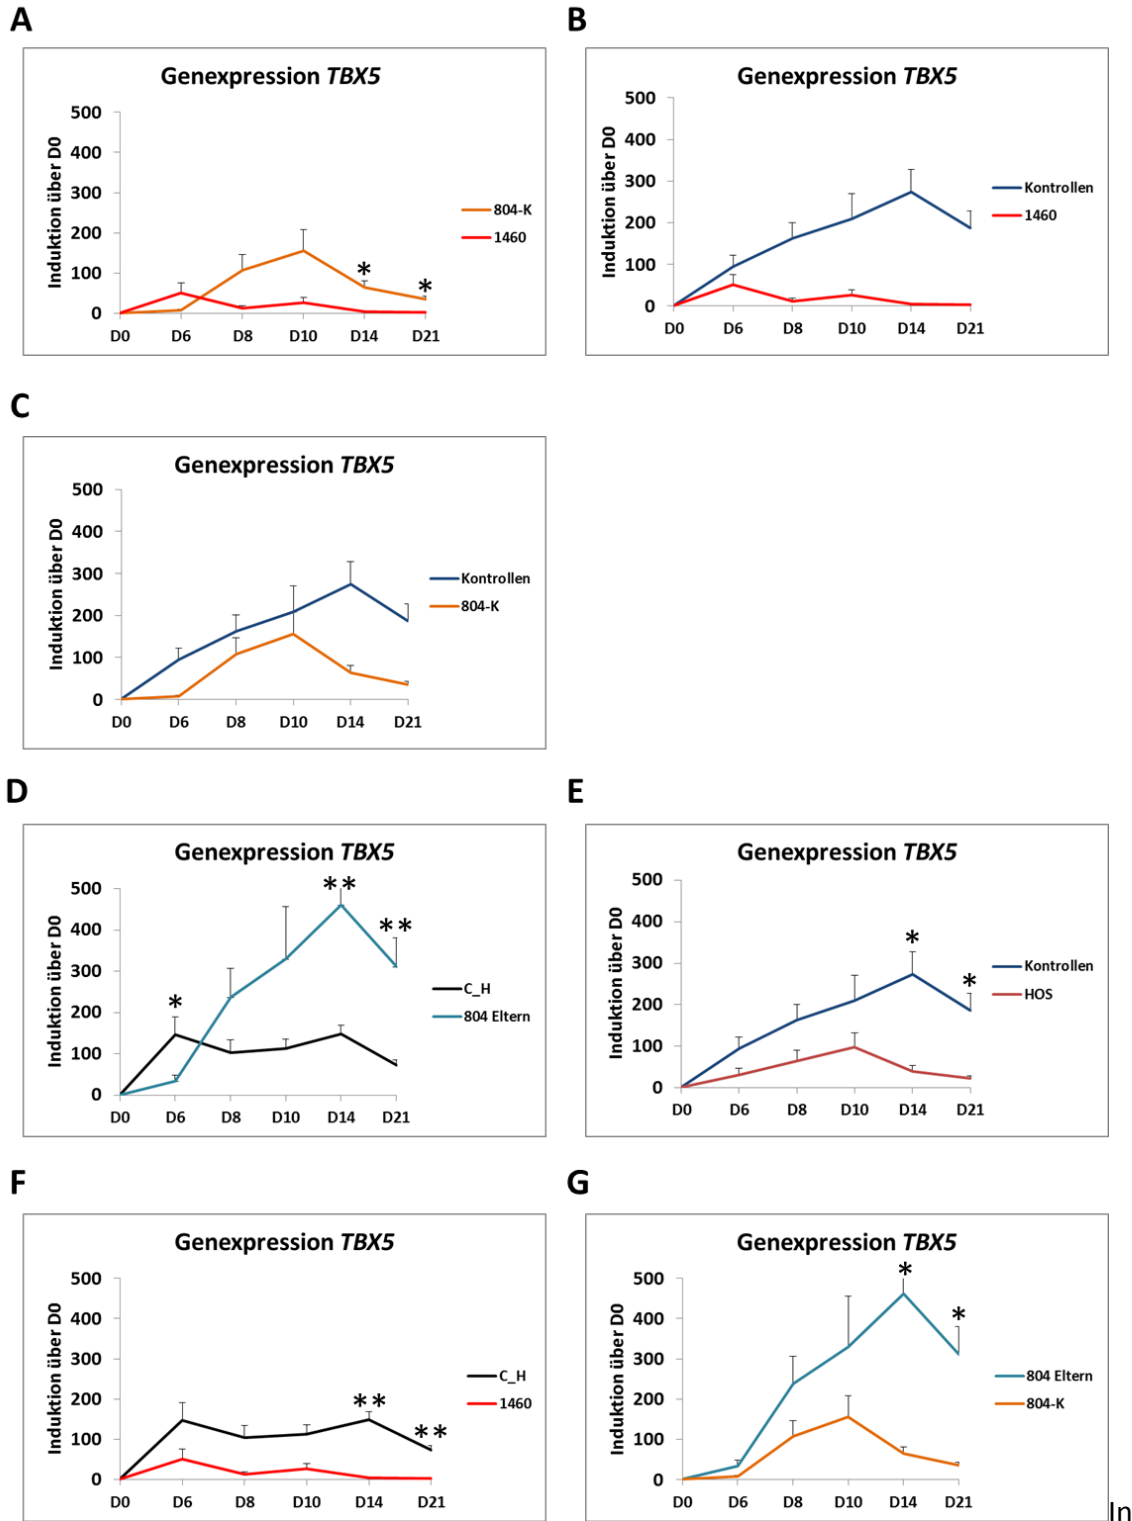 A
Genexpression TBX5
Induktion über D0
500
400
300
200
100
0
D0 D6 D8 D10 D14 D21
* *
804-K
1460
B
Genexpression TBX5
Induktion über D0
500
400
300
200
100
0
D0 D6 D8 D10 D14 D21
Kontrollen
1460
C
Genexpression TBX5
Induktion über D0
500
400
300
200
100
0
D0 D6 D8 D10 D14 D21
Kontrollen
804-K
D
Genexpression TBX5
Induktion über D0
500
400
300
200
100
0
D0 D6 D8 D10 D14 D21
* ** **
C_H
804 Eltern
E
Genexpression TBX5
Induktion über D0
500
400
300
200
100
0
D0 D6 D8 D10 D14 D21
* *
Kontrollen
HOS
F
Genexpression TBX5
Induktion über D0
500
400
300
200
100
0
D0 D6 D8 D10 D14 D21
** **
C_H
1460
G
Genexpression TBX5
Induktion über D0
500
400
300
200
100
0
D0 D6 D8 D10 D14 D21
* *
804 Eltern
804-K
In